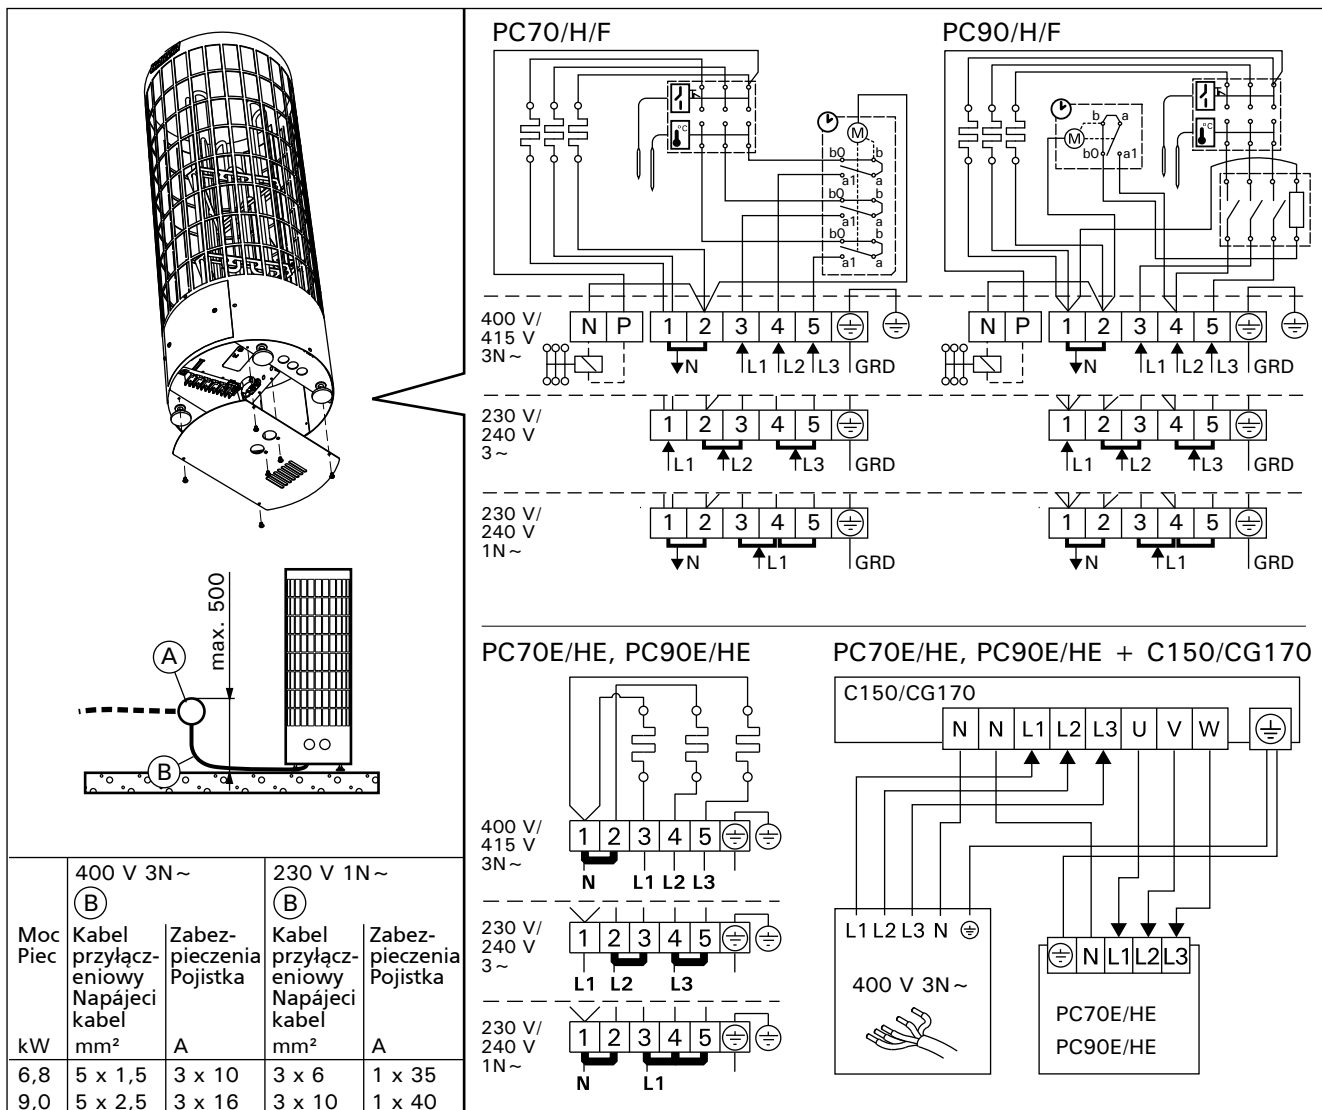 PC70/H/F
PC90/H/F
°C
M
b0
b
a1
a
b0
b
a1
a
b0
b
a1
a
b
a
M
b0
a1
°C
400 V/
415 V
3N~
N P
1 2 3 4 5
N L1 L2 L3 GRD
N P
1 2 3 4 5
N L1 L2 L3 GRD
230 V/
240 V
3~
1 2 3 4 5
L1 L2 L3 GRD
1 2 3 4 5
L1 L2 L3 GRD
230 V/
240 V
1N~
1 2 3 4 5
N L1 GRD
1 2 3 4 5
N L1 GRD
max. 500
A
B
PC70E/HE, PC90E/HE
400 V/
415 V
3N~
1 2 3 4 5
N L1 L2 L3
230 V/
240 V
3~
1 2 3 4 5
L1 L2 L3
230 V/
240 V
1N~
1 2 3 4 5
N L1
PC70E/HE, PC90E/HE + C150/CG170
C150/CG170
N N L1 L2 L3 U V W
L1 L2 L3 N
400 V 3N~
N L1 L2 L3
PC70E/HE
PC90E/HE
400 V 3N~ 230 V 1N~
B B
Moc Kabel Zabez- Kabel Zabez-
Piec przyłącz- pieczenia przyłącz- pieczenia
eniowy Pojistka eniowy Pojistka
Napájeci Napájeci
kabel kabel
kW mm² A mm² A
6,8 5 x 1,5 3 x 10 3 x 6 1 x 35
9,0 5 x 2,5 3 x 16 3 x 10 1 x 40